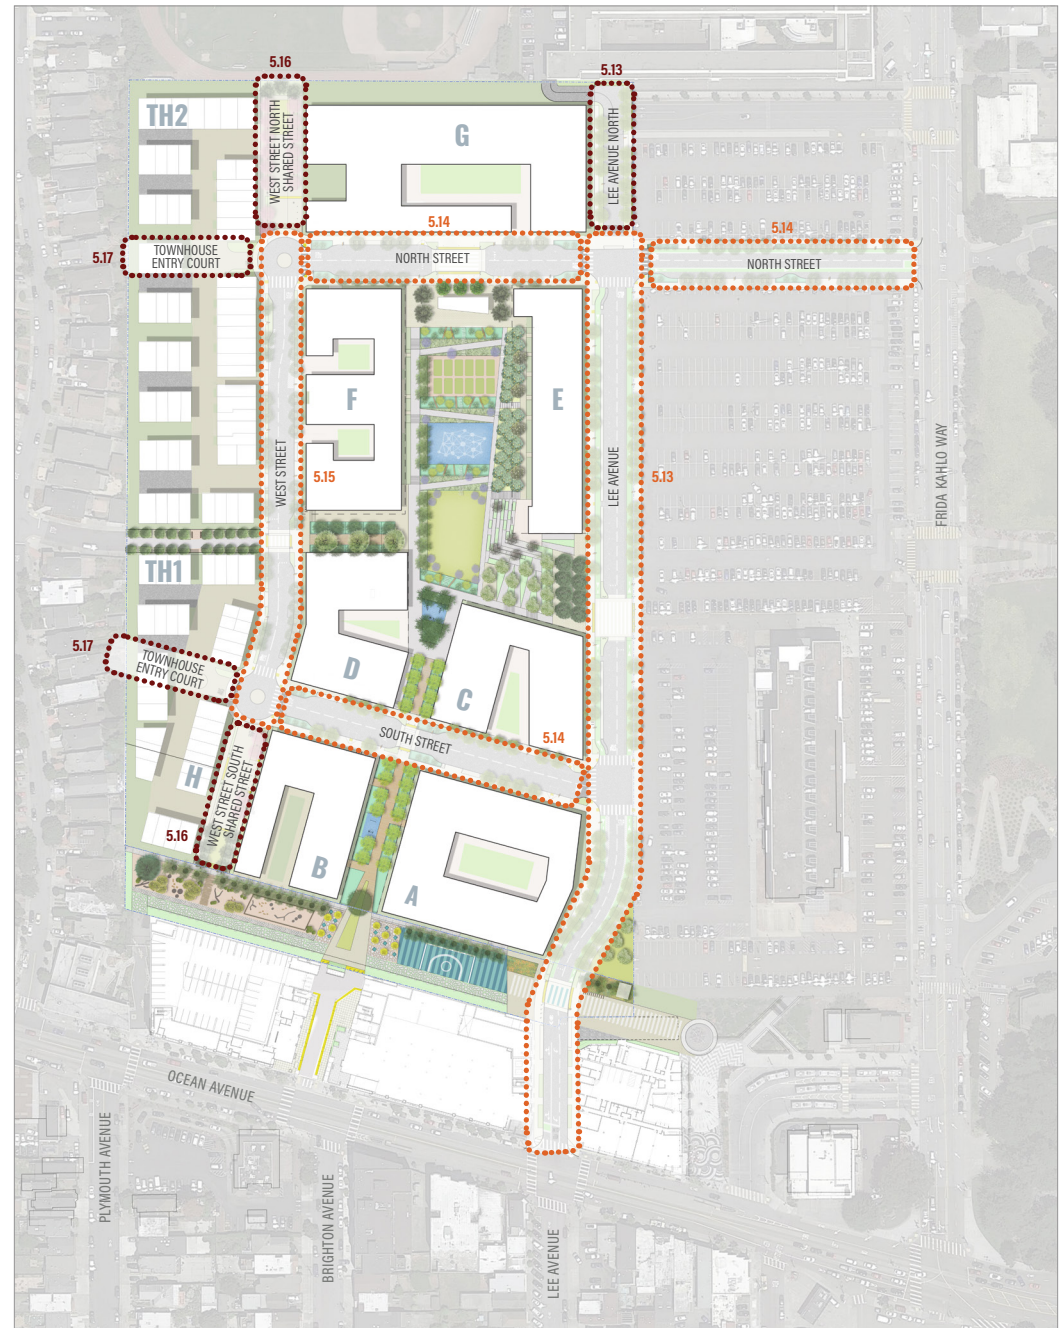 5.16
5.13
TH2
WEST STREET NORTH
SHARED STREET
G
LEE AVENUE NORTH
5.14
5.14
5.17
TOWNHOUSE
ENTRY COURT
NORTH STREET
NORTH STREET
F
E
WEST STREET
5.15
LEE AVENUE
5.13
FRIDA KAHLO WAY
TH1
5.17
TOWNHOUSE
ENTRY COURT
D
C
SOUTH STREET
5.14
H
WEST STREET SOUTH
SHARED STREET
5.16
B
A
OCEAN AVENUE
PLYMOUTH AVENUE
BRIGHTON AVENUE
LEE AVENUE